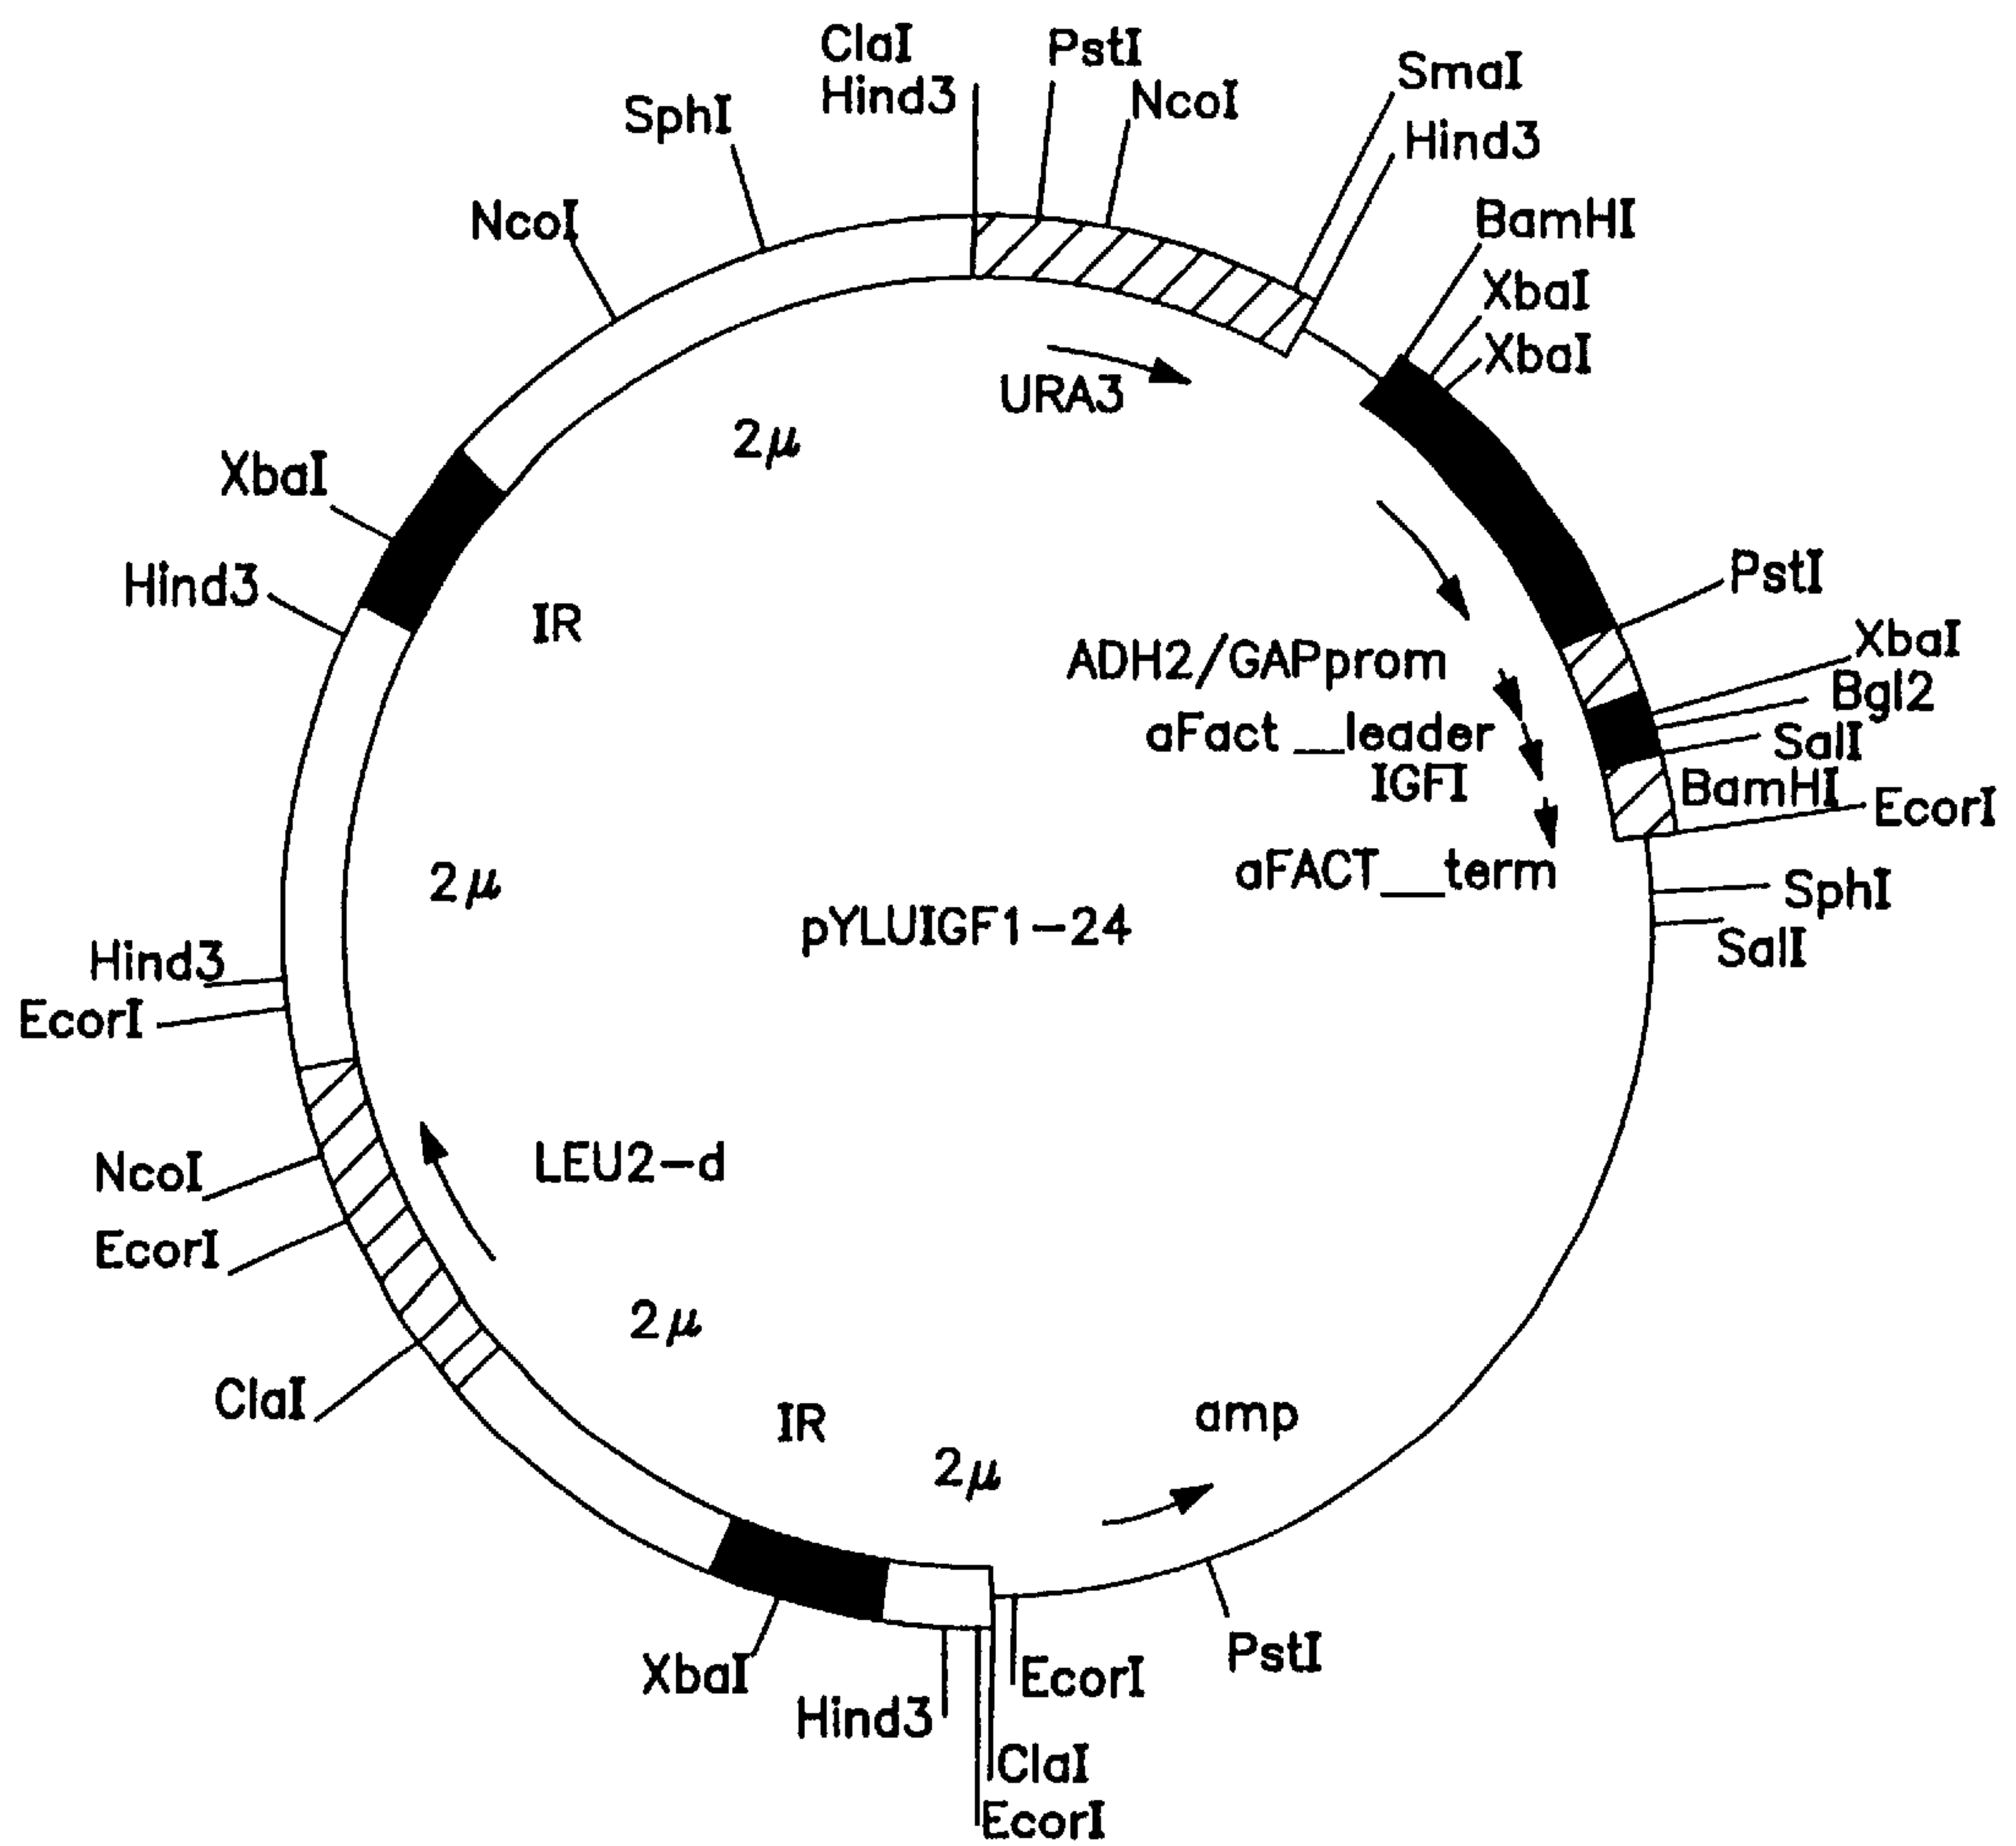 ClaI
Hind3
PstI
NcoI
SmaI
Hind3
SphI
NcoI
BamHI
XbaI
XbaI
URA3
2μ
XbaI
Hind3
IR
PstI
ADH2/GAPprom
XbaI
Bgl2
aFact__leader
SalI
IGFI
BamHI
EcorI
aFACT__term
2μ
SphI
pYLUIGF1-24
SalI
Hind3
EcorI
NcoI
LEU2-d
EcorI
2μ
ClaI
IR
amp
2μ
PstI
XbaI
EcorI
Hind3
ClaI
EcorI